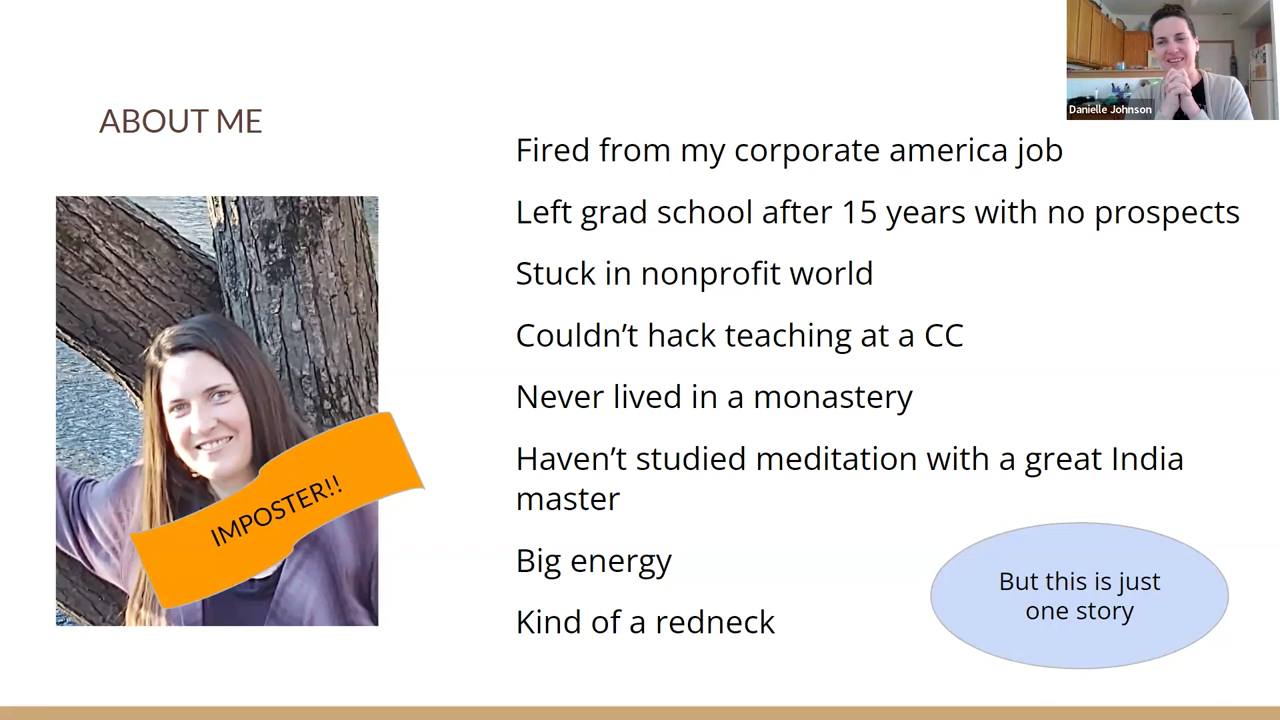 Danielle Johnson
ABOUT ME
Fired from my corporate america job
Left grad school after 15 years with no prospects
Stuck in nonprofit world
Couldn’t hack teaching at a CC
Never lived in a monastery
Haven’t studied meditation with a great India
master
Big energy
Kind of a redneck
IMPOSTER!!
But this is just
one story